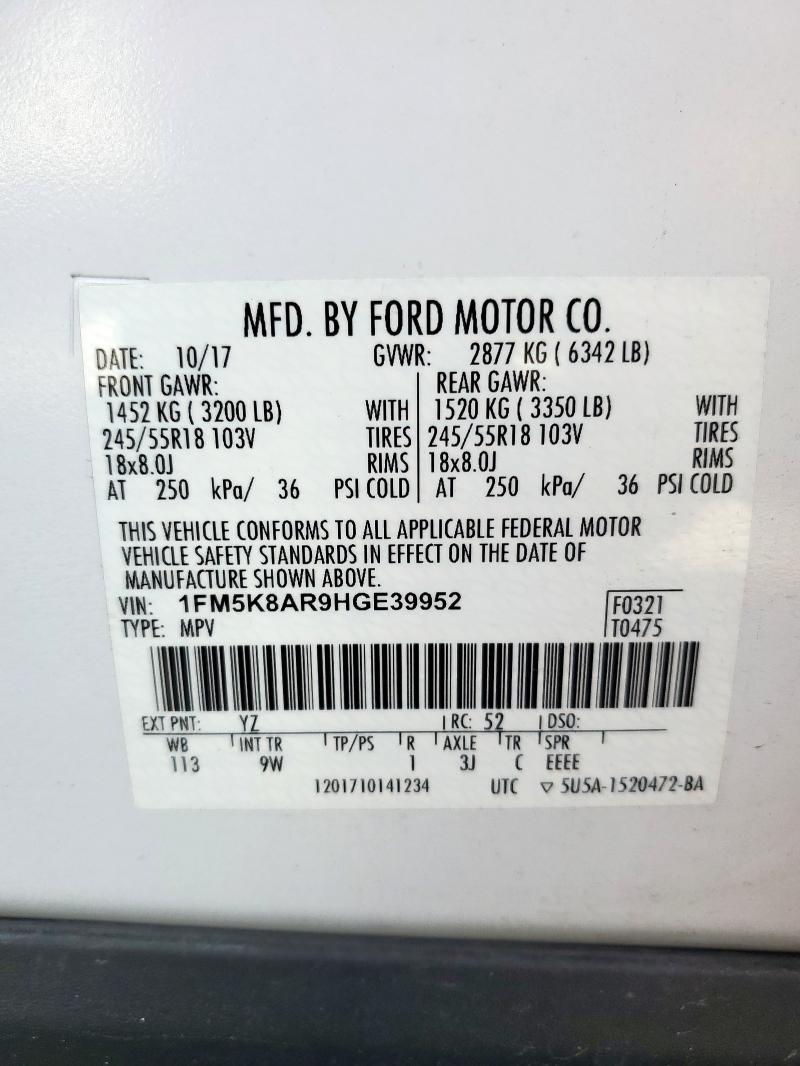 MFD. BY FORD MOTOR CO.
DATE: 10/17 GVWR: 2877 KG ( 6342 LB)
FRONT GAWR: REAR GAWR:
1452 KG ( 3200 LB) WITH 1520 KG ( 3350 LB) WITH
245/55R18 103V TIRES 245/55R18 103V TIRES
18x8.0J RIMS 18x8.0J RIMS
AT 250 kPa/ 36 PSI COLD AT 250 kPa/ 36 PSI COLD
THIS VEHICLE CONFORMS TO ALL APPLICABLE FEDERAL MOTOR
VEHICLE SAFETY STANDARDS IN EFFECT ON THE DATE OF
MANUFACTURE SHOWN ABOVE.
VIN: 1FM5K8AR9HGE39952 F0321
TYPE: MPV T0475
EXT PNT: YZ RC: 52 DSO:
WB INT TR TP/PS R AXLE TR SPR
113 9W 1 3J C EEEE
1201710141234 UTC ▽ 5U5A-1520472-BA